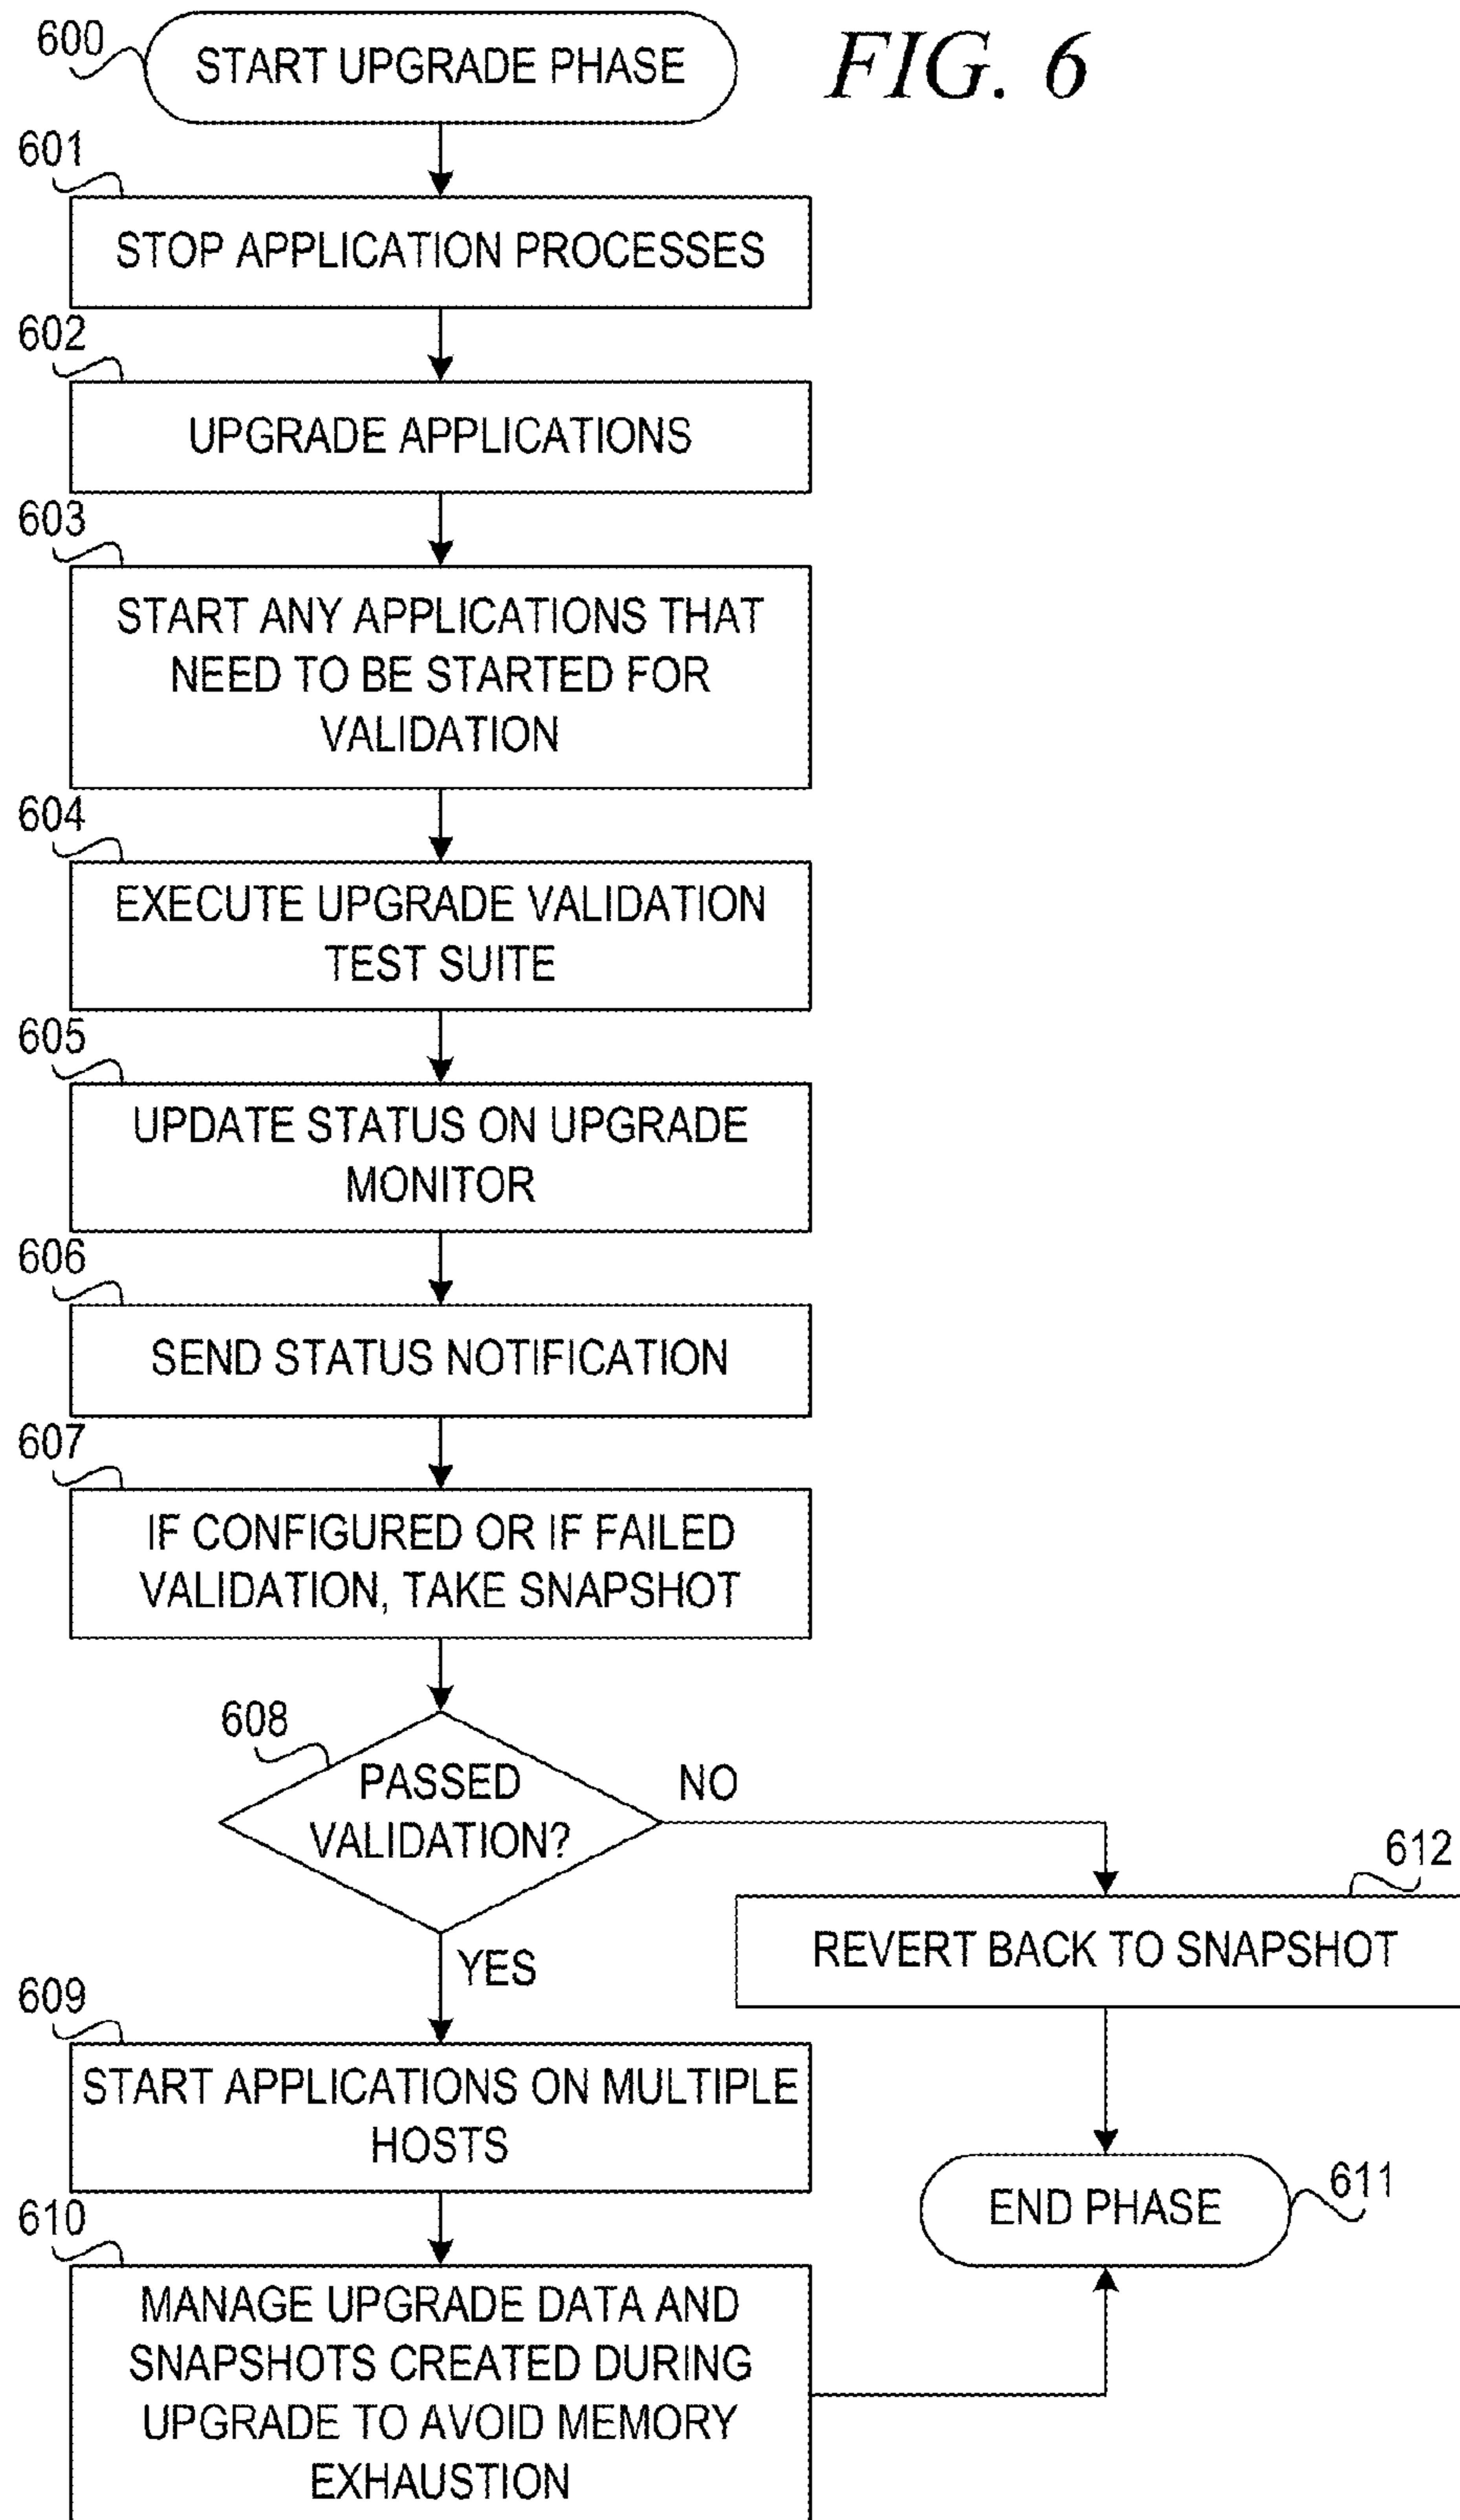 600
START UPGRADE PHASE
FIG. 6
601
STOP APPLICATION PROCESSES
602
UPGRADE APPLICATIONS
603
START ANY APPLICATIONS THAT
NEED TO BE STARTED FOR
VALIDATION
604
EXECUTE UPGRADE VALIDATION
TEST SUITE
605
UPDATE STATUS ON UPGRADE
MONITOR
606
SEND STATUS NOTIFICATION
607
IF CONFIGURED OR IF FAILED
VALIDATION, TAKE SNAPSHOT
608
PASSED
VALIDATION?
NO
612
REVERT BACK TO SNAPSHOT
YES
609
START APPLICATIONS ON MULTIPLE
HOSTS
611
END PHASE
610
MANAGE UPGRADE DATA AND
SNAPSHOTS CREATED DURING
UPGRADE TO AVOID MEMORY
EXHAUSTION